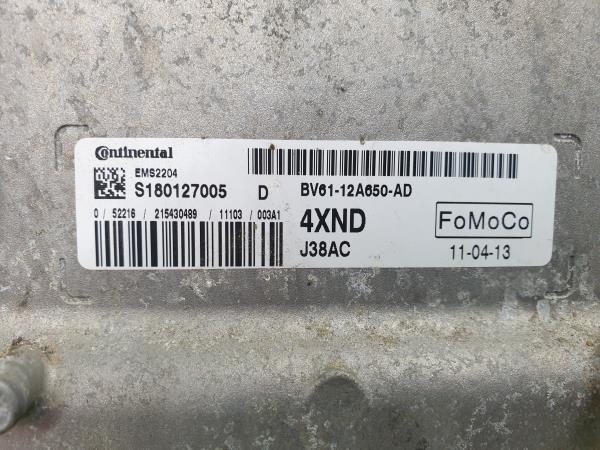 Continental
EMS2204
S180127005 D BV61-12A650-AD
0 / 52216 / 215430489 / 11103 / 003A1
4XND
FoMoCo
J38AC
11-04-13